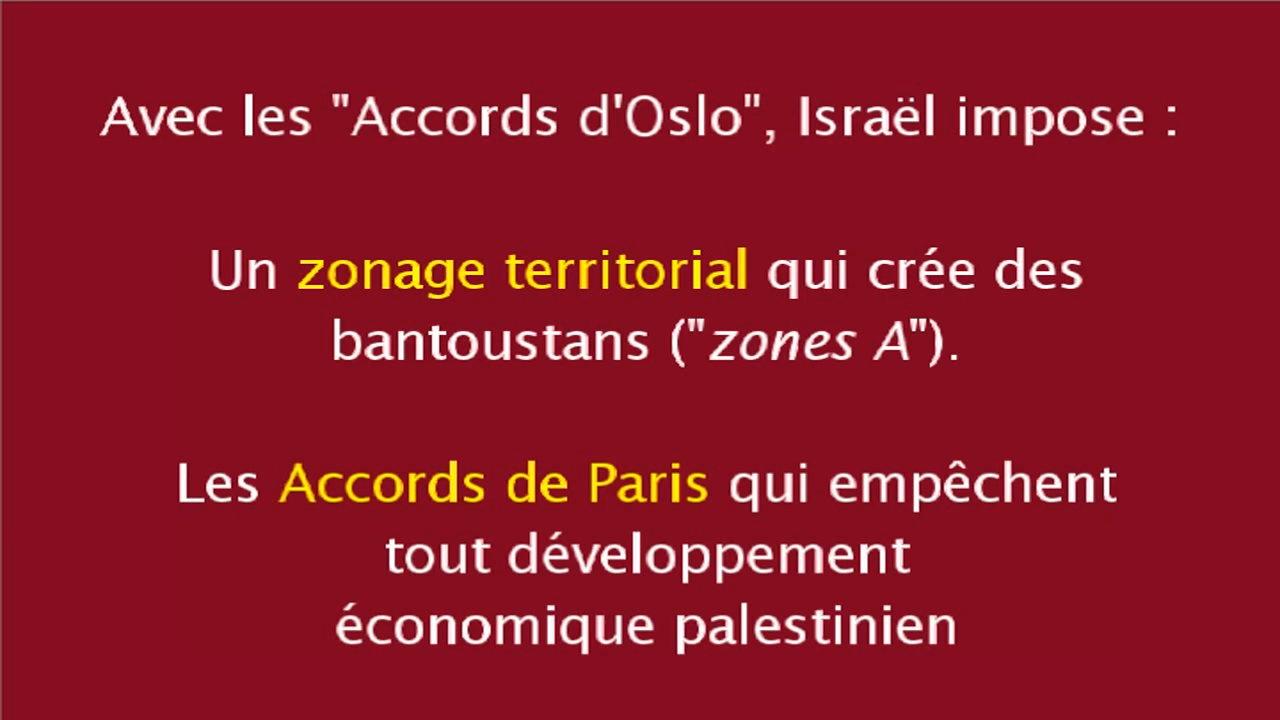 Avec les "Accords d'Oslo", Israël impose :
Un zonage territorial qui crée des
bantoustans ("zones A").
Les Accords de Paris qui empêchent
tout développement
économique palestinien